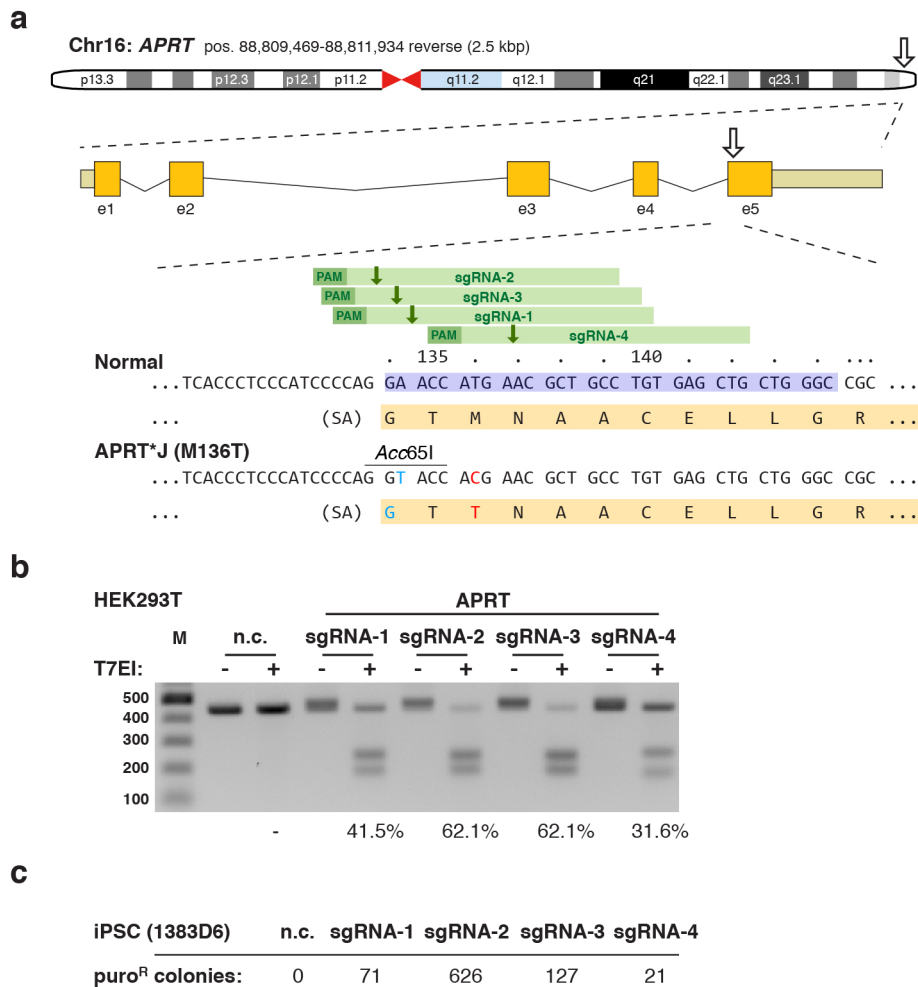 a
Chr16: APRT pos. 88,809,469-88,811,934 reverse (2.5 kbp)
p13.3 p12.3 p12.1 p11.2 q11.2 q12.1 q21 q22.1 q23.1
e1 e2 e3 e4 e5
PAM sgRNA-2
PAM sgRNA-3
PAM sgRNA-1
PAM sgRNA-4
. 135 . . . . 140 . . . . ...
Normal
...TCACCCTCCCATCCCCAG GA ACC ATG AAC GCT GCC TGT GAG CTG CTG GGC CGC ...
... (SA) G T M N A A C E L L G R ...
APRT*J (M136T)
Acc65I
...TCACCCTCCCATCCCCAG GT ACC ACG AAC GCT GCC TGT GAG CTG CTG GGC CGC ...
... (SA) G T T N A A C E L L G R ...
b
HEK293T APRT
M n.c. sgRNA-1 sgRNA-2 sgRNA-3 sgRNA-4
T7EI: - + - + - + - + - +
500
400
300
200
100
- 41.5% 62.1% 62.1% 31.6%
c
iPSC (1383D6) n.c. sgRNA-1 sgRNA-2 sgRNA-3 sgRNA-4
puroR colonies: 0 71 626 127 21